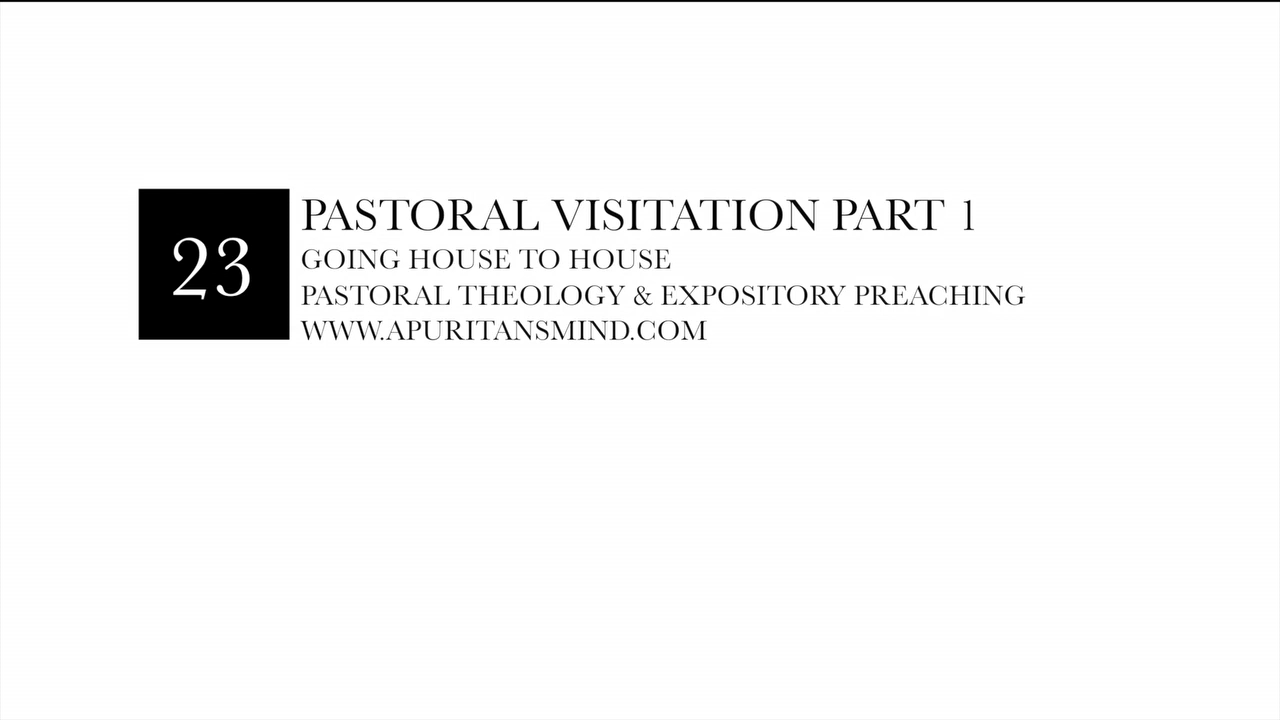 23
PASTORAL VISITATION PART 1
GOING HOUSE TO HOUSE
PASTORAL THEOLOGY & EXPOSITORY PREACHING
WWW.APURITANSMIND.COM